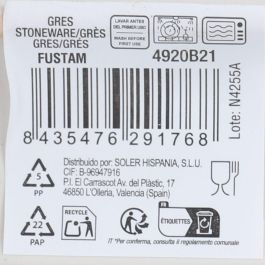 GRES
STONEWARE/GRÈS
GRES/GRÉS
FUSTAM
LAVAR ANTES
DEL PRIMER USO
WASH BEFORE
FIRST USE
4920B21
Lote: N4255A
8 435476 291768
Distribuido por: SOLER HISPANIA, S.L.U.
CIF: B-96947916
P.I. El Carrascot Av. del Plàstic, 17
46850 L'Olleria, Valencia (Spain)
5
PP
22
PAP
RECYCLE
ÉTIQUETTES
IT "Per conferma, consulta il regolamento comunale